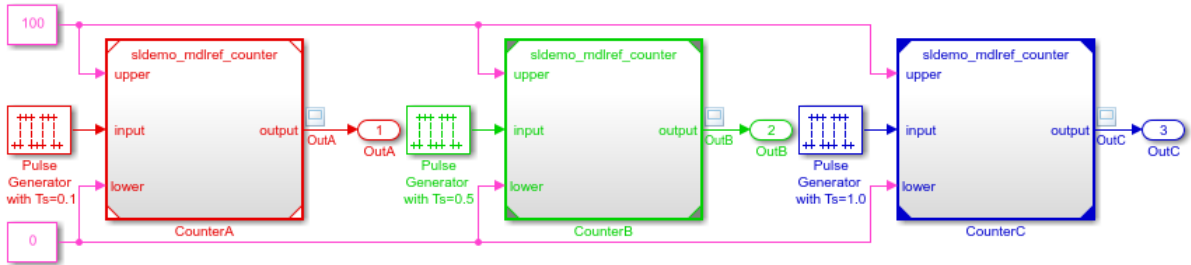 100
sldemo_mdlref_counter
upper
input
output
lower
CounterA
Pulse
Generator
with Ts=0.1
OutA
1
OutA
sldemo_mdlref_counter
upper
input
output
lower
CounterB
Pulse
Generator
with Ts=0.5
OutB
2
OutB
sldemo_mdlref_counter
upper
input
output
lower
CounterC
Pulse
Generator
with Ts=1.0
OutC
3
OutC
0